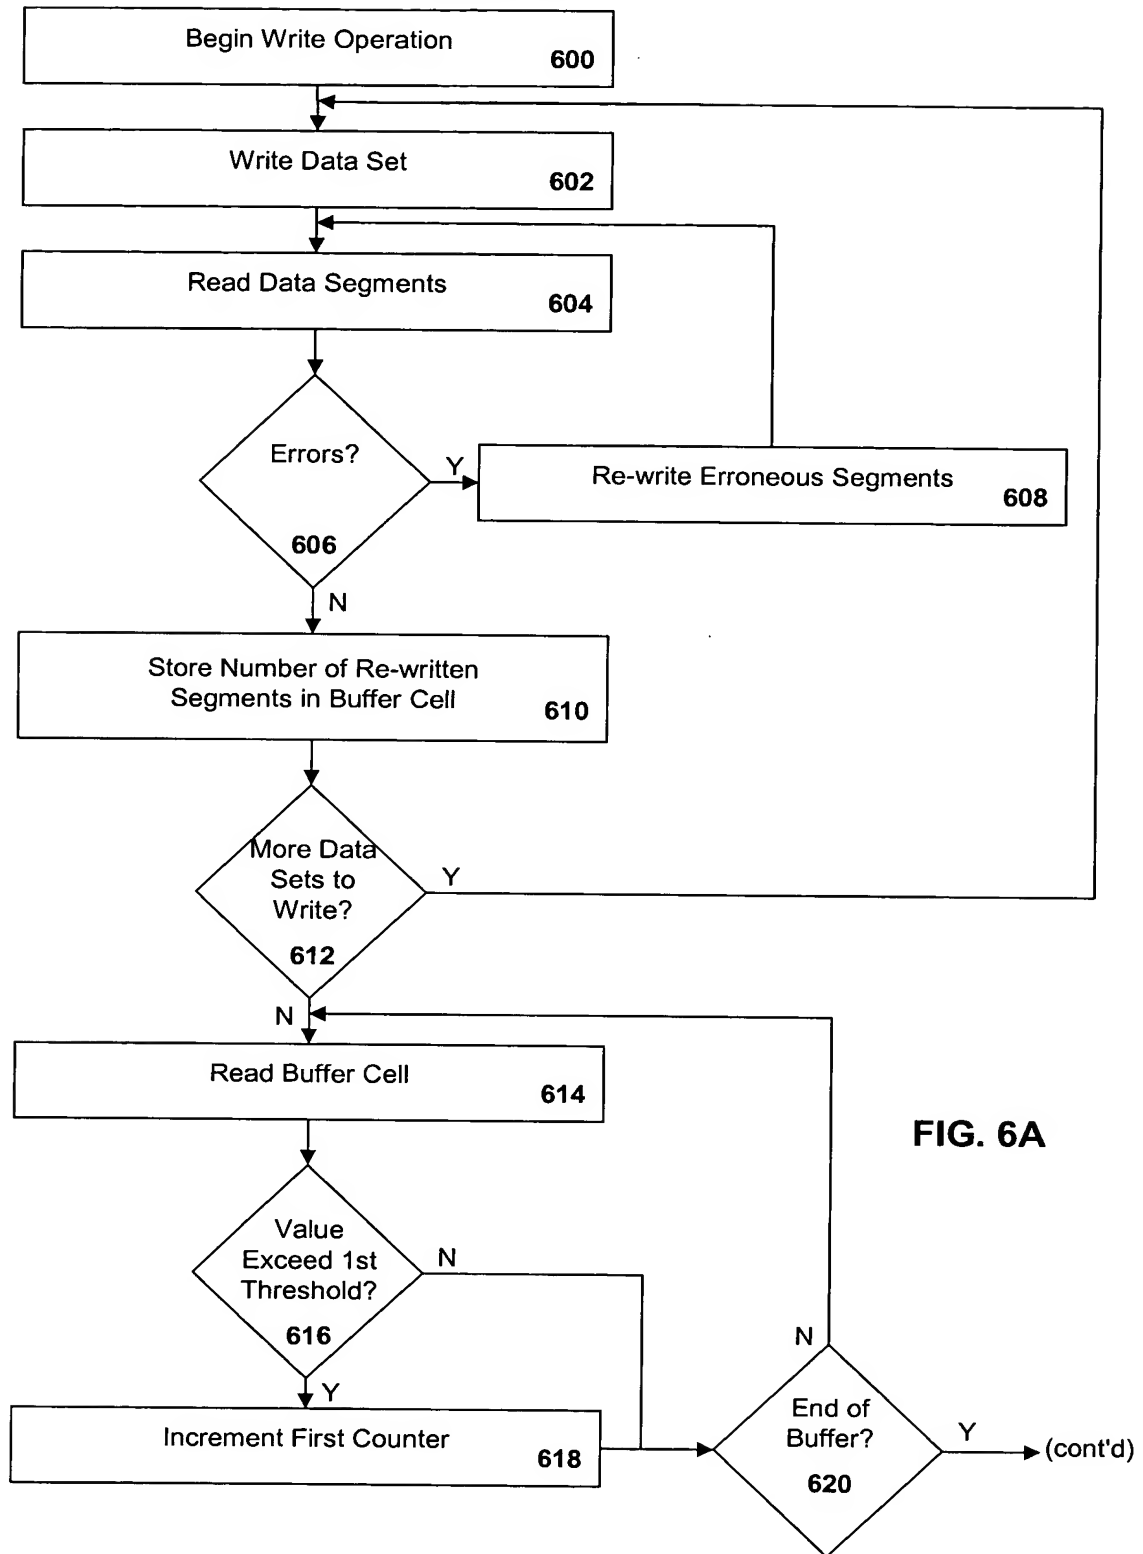 Begin Write Operation
600
Write Data Set
602
Read Data Segments
604
Errors?
Y
606
Re-write Erroneous Segments
608
N
Store Number of Re-written
Segments in Buffer Cell
610
More Data
Sets to
Write?
Y
612
N
Read Buffer Cell
614
FIG. 6A
Value
Exceed 1st
Threshold?
N
616
Y
Increment First Counter
618
N
End of
Buffer?
620
Y
(cont'd)